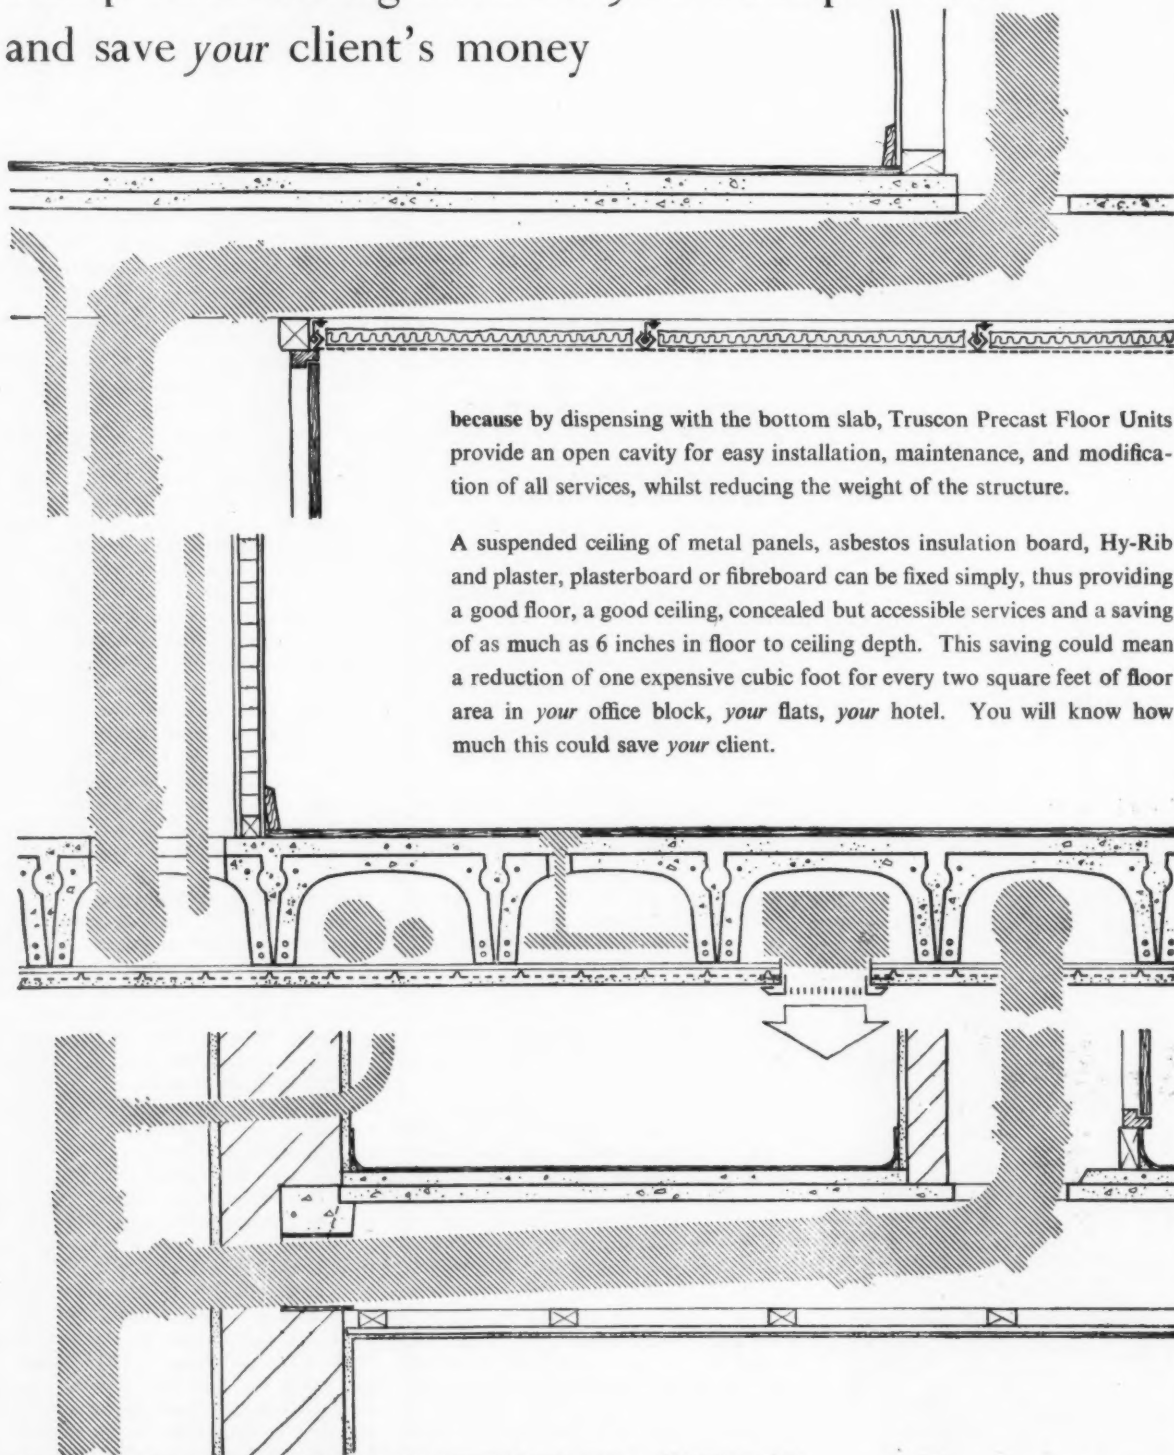 and save your client's money
because by dispensing with the bottom slab, Truscon Precast Floor Units
provide an open cavity for easy installation, maintenance, and modifica-
tion of all services, whilst reducing the weight of the structure.
A suspended ceiling of metal panels, asbestos insulation board, Hy-Rib
and plaster, plasterboard or fibreboard can be fixed simply, thus providing
a good floor, a good ceiling, concealed but accessible services and a saving
of as much as 6 inches in floor to ceiling depth. This saving could mean
a reduction of one expensive cubic foot for every two square feet of floor
area in your office block, your flats, your hotel. You will know how
much this could save your client.